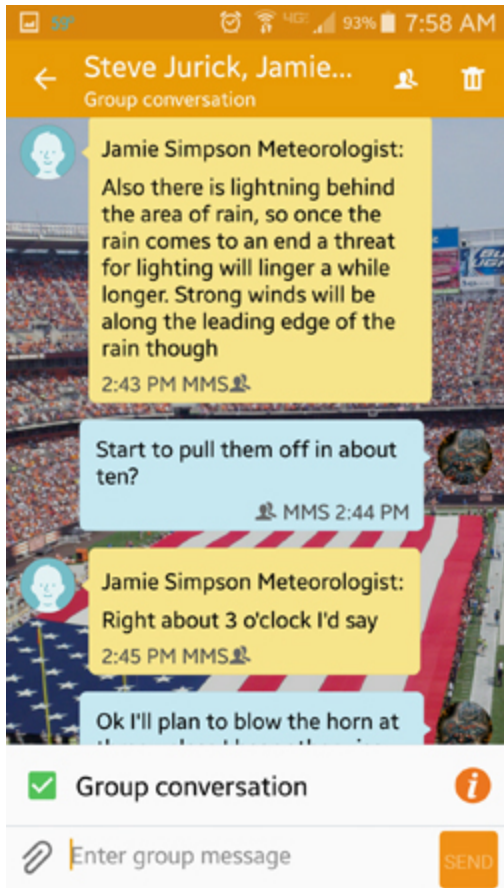 59° 4G 93% 7:58 AM
Steve Jurick, Jamie...
Group conversation
Jamie Simpson Meteorologist:
Also there is lightning behind
the area of rain, so once the
rain comes to an end a threat
for lighting will linger a while
longer. Strong winds will be
along the leading edge of the
rain though
2:43 PM MMS
Start to pull them off in about
ten?
MMS 2:44 PM
Jamie Simpson Meteorologist:
Right about 3 o'clock I'd say
2:45 PM MMS
Ok I'll plan to blow the horn at
Group conversation
Enter group message
SEND